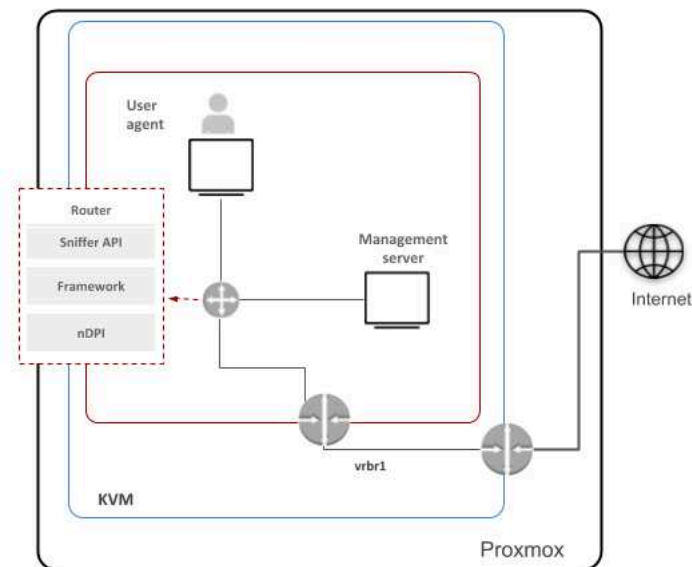 User
agent
Router
Sniffer API
Framework
nDPI
Management
server
Internet
vrbr1
KVM
Proxmox